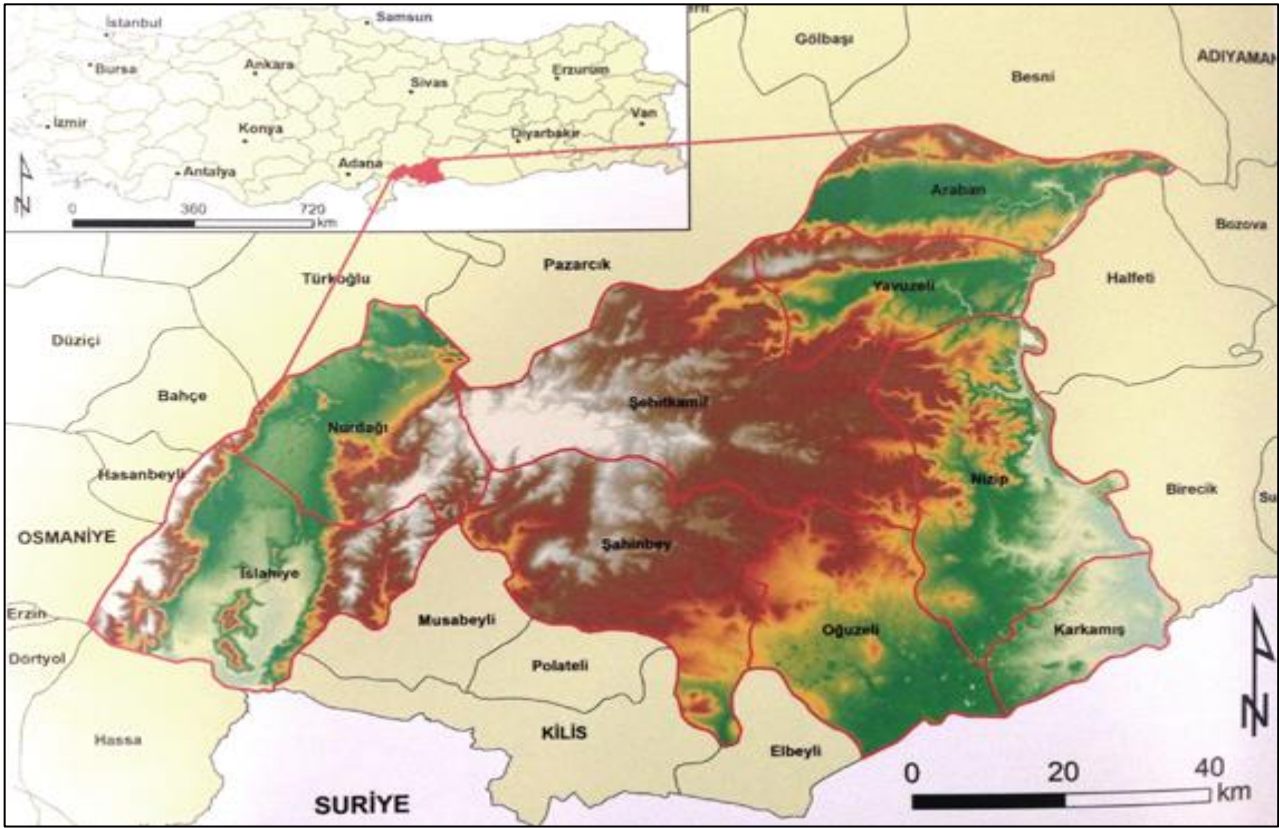 İstanbul
Samsun
Bursa
Ankara
Sivas
Erzurum
İzmir
Konya
Diyarbakır
Van
Antalya
Adana
N
0 360 720
km
Gölbaşı
Besni
ADIYAMAN
Araban
Bozova
Türkoğlu
Pazarcık
Yavuzeli
Halfeti
Düziçi
Bahçe
Nurdağı
Şehitkamil
Hasanbeyli
Nizip
Birecik
OSMANİYE
Şahinbey
İslahiye
Erzin
Musabeyli
Oğuzeli
Karkamış
Dörtyol
Polateli
Hassa
KİLİS
Elbeyli
SURİYE
N
0 20 40
km